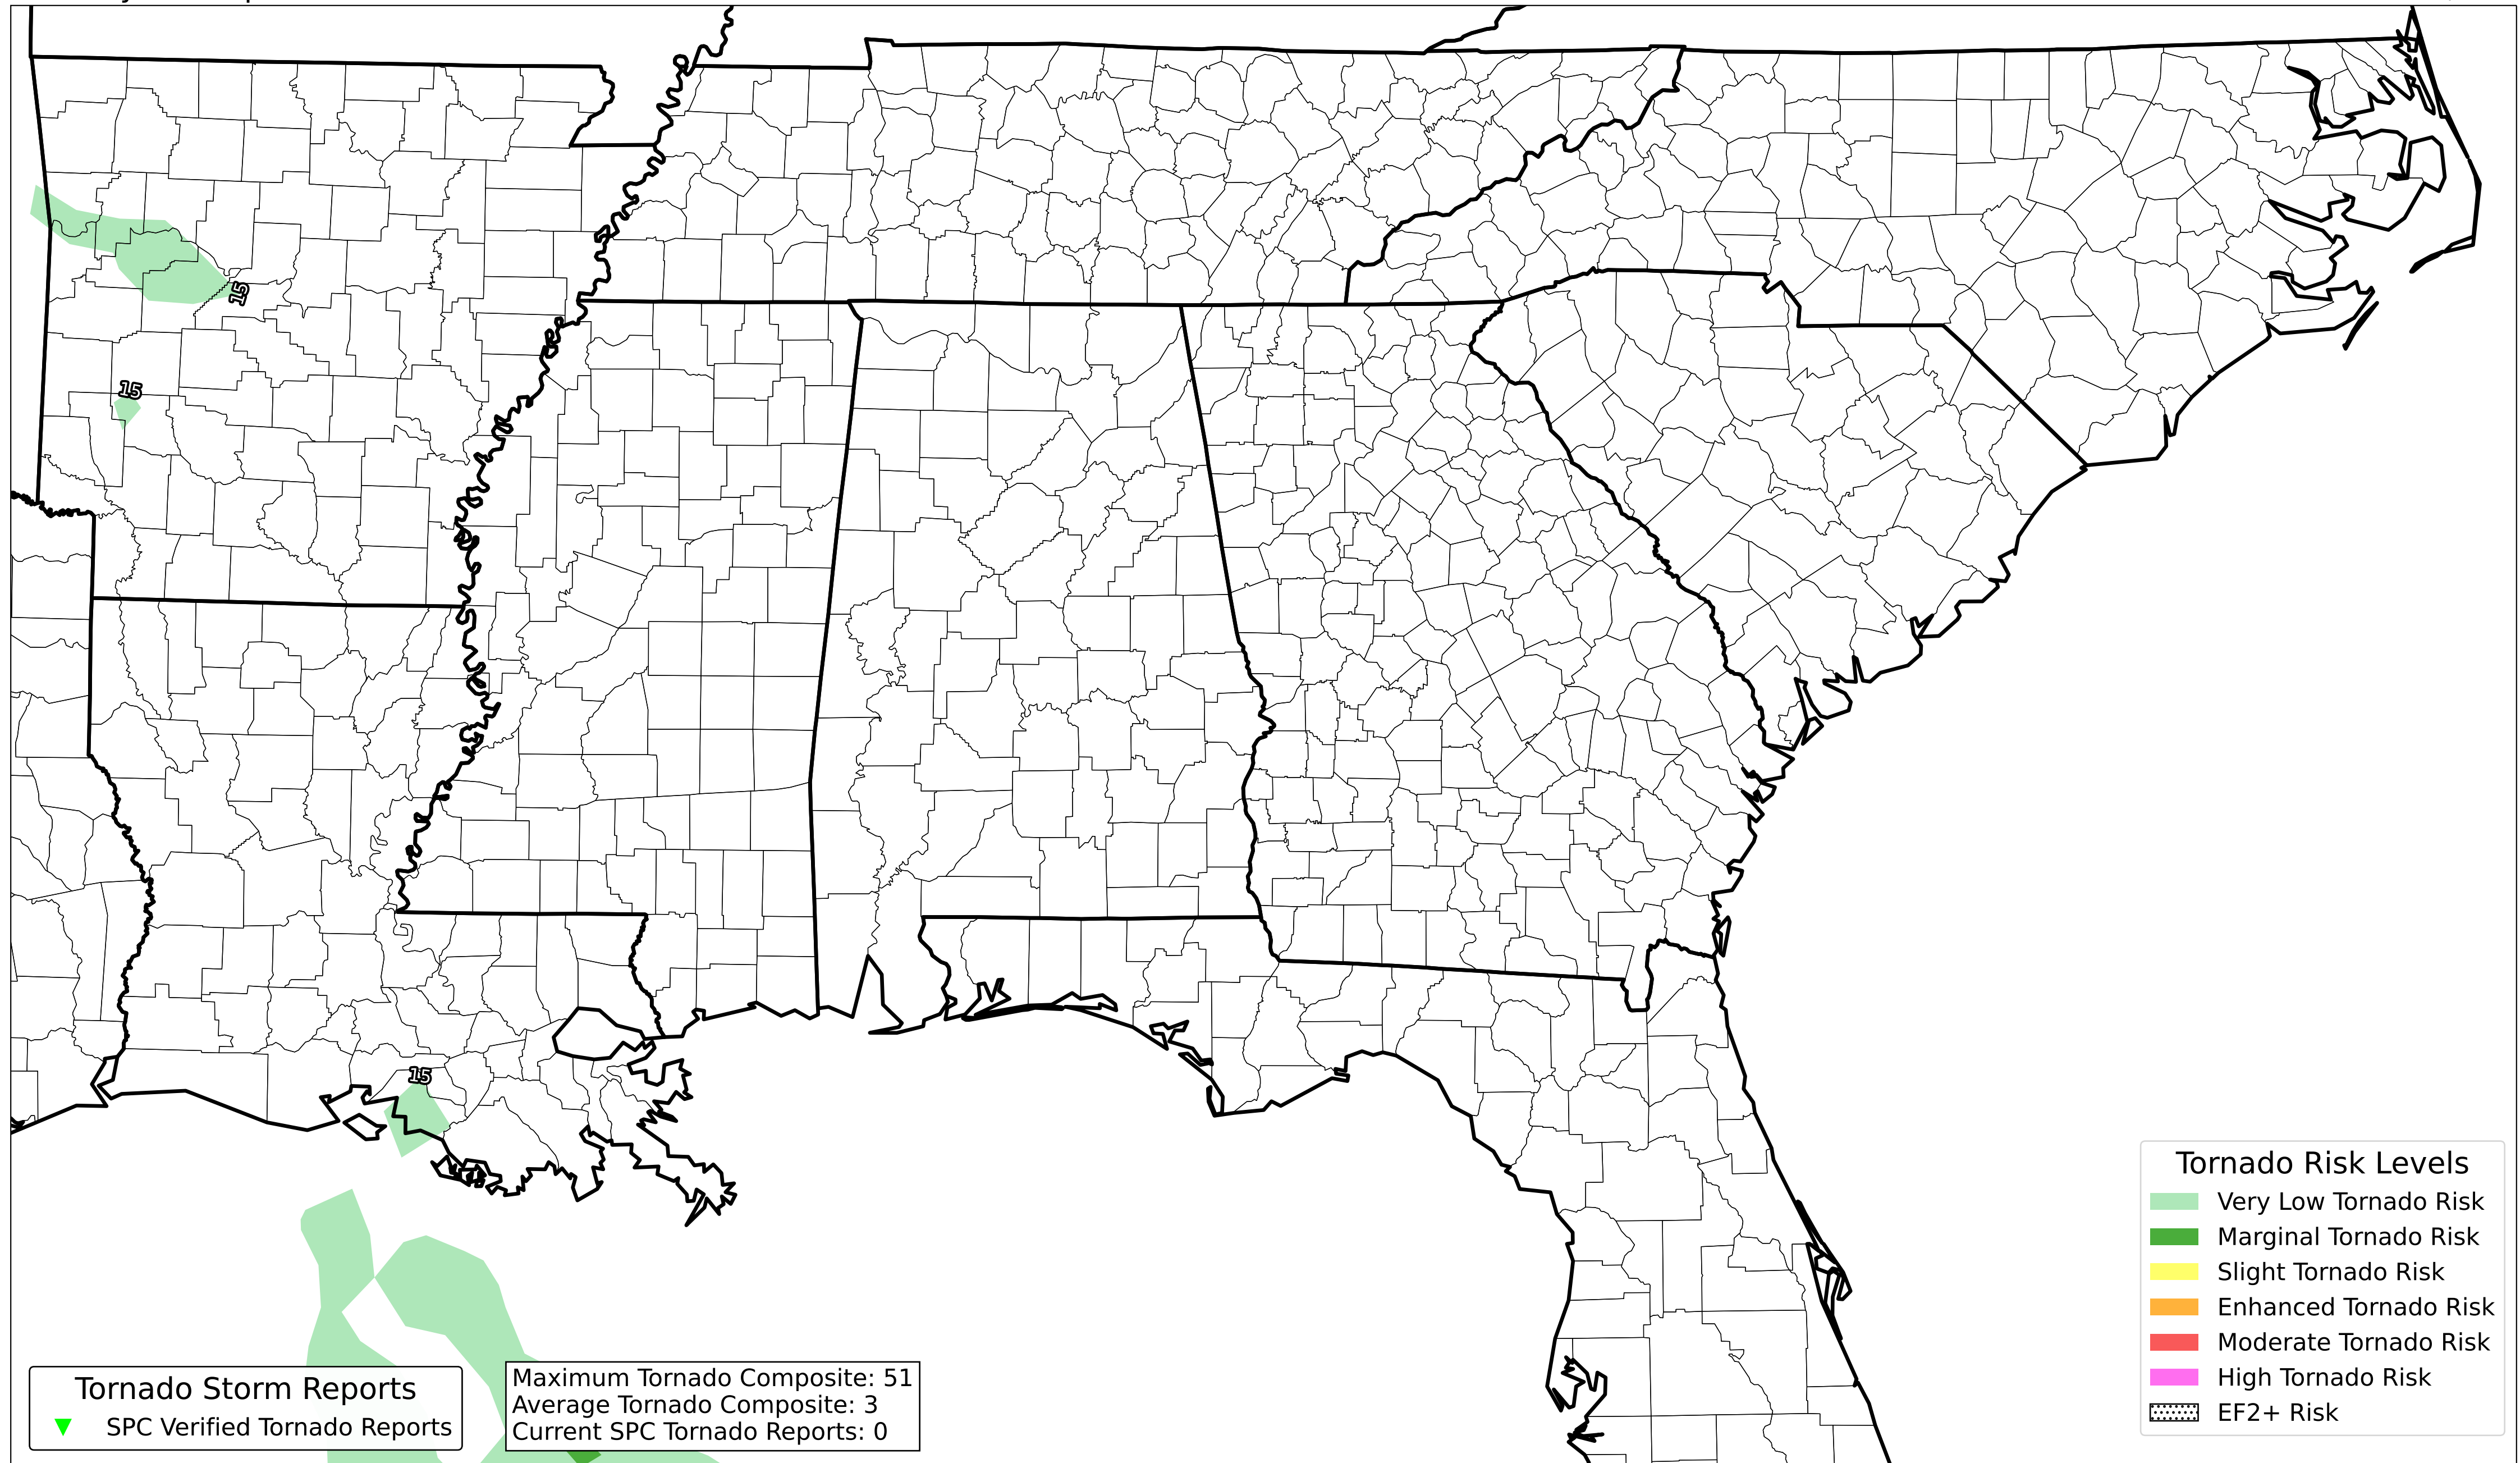 15
15
15
Tornado Storm Reports
SPC Verified Tornado Reports
Maximum Tornado Composite: 51
Average Tornado Composite: 3
Current SPC Tornado Reports: 0
Tornado Risk Levels
Very Low Tornado Risk
Marginal Tornado Risk
Slight Tornado Risk
Enhanced Tornado Risk
Moderate Tornado Risk
High Tornado Risk
EF2+ Risk